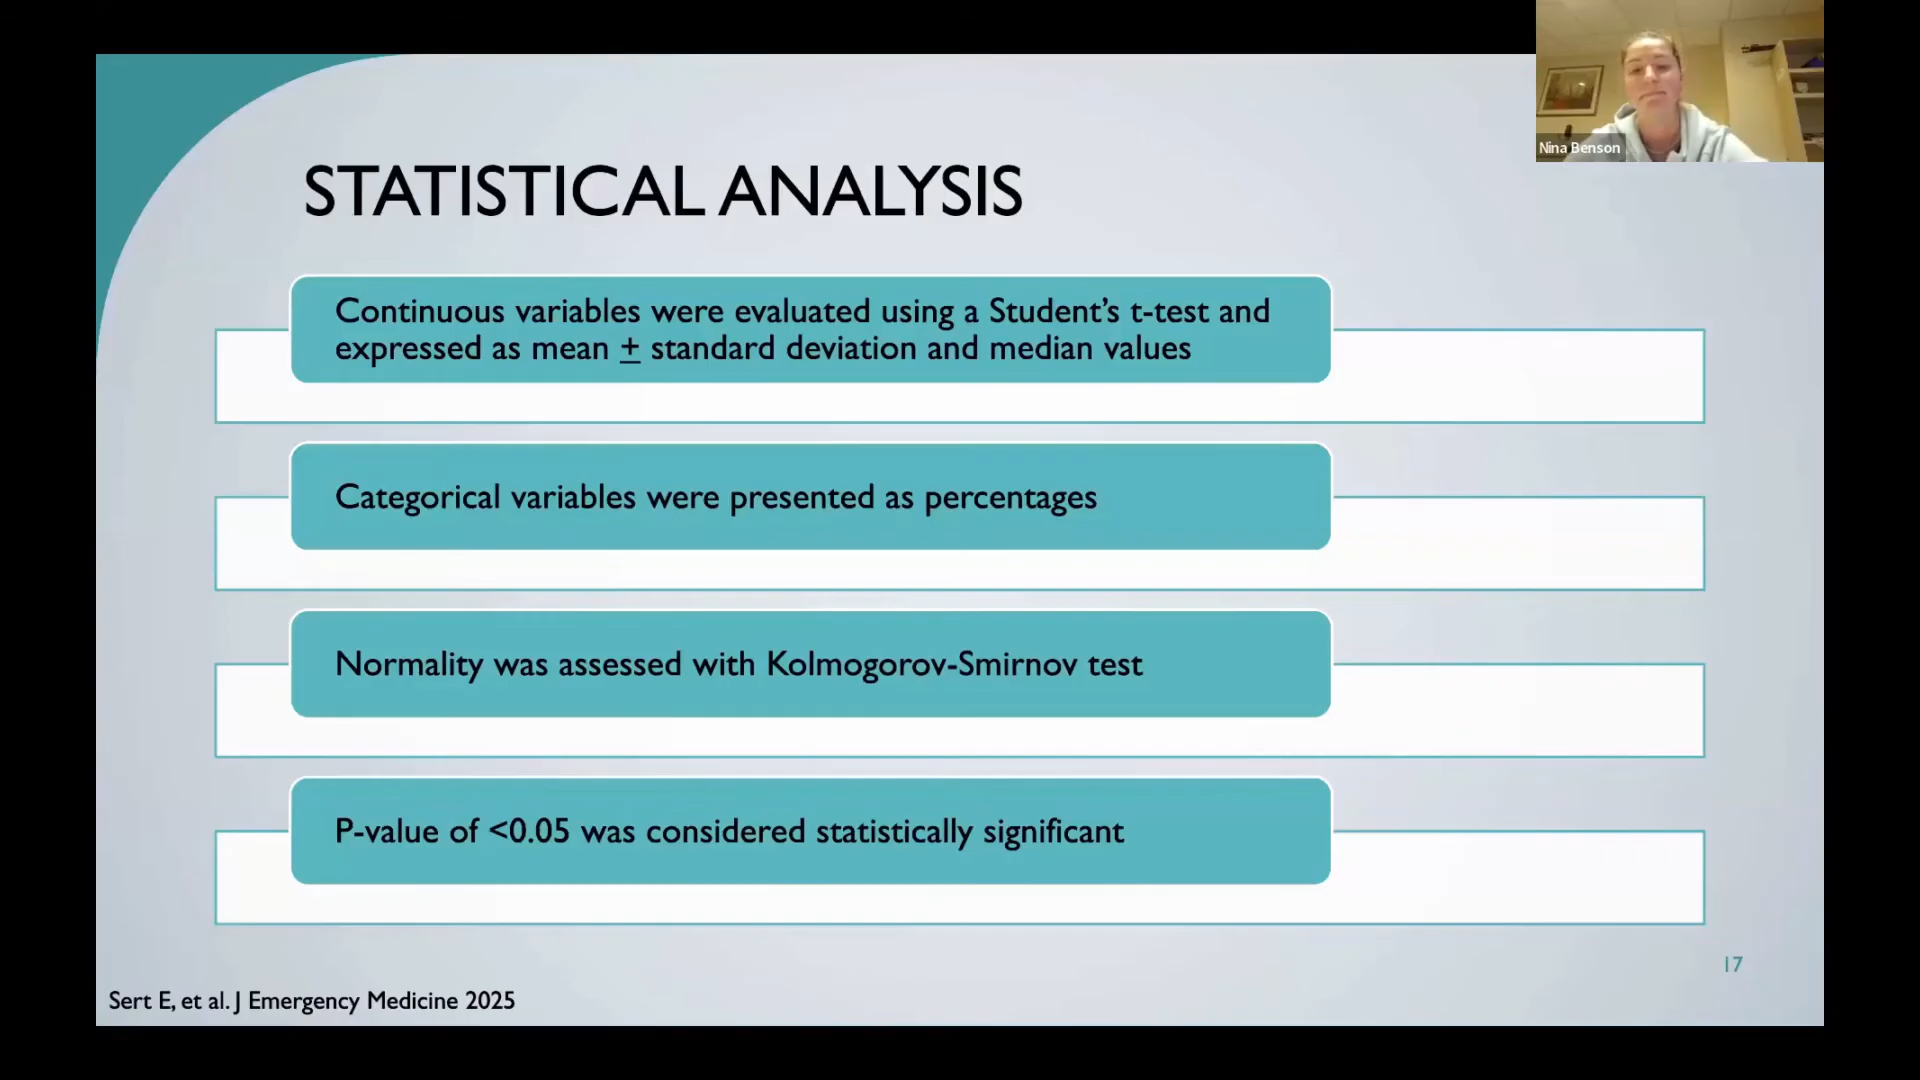 Nina Benson
STATISTICAL ANALYSIS
Continuous variables were evaluated using a Student’s t-test and
expressed as mean ± standard deviation and median values
Categorical variables were presented as percentages
Normality was assessed with Kolmogorov-Smirnov test
P-value of <0.05 was considered statistically significant
17
Sert E, et al. J Emergency Medicine 2025